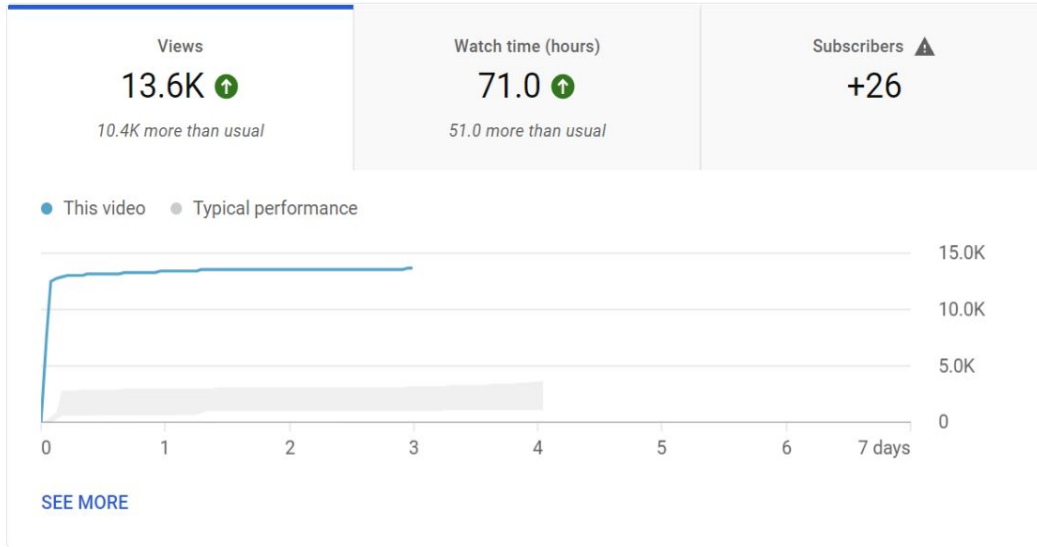 Views
13.6K
10.4K more than usual
Watch time (hours)
71.0
51.0 more than usual
Subscribers
+26
This video
Typical performance
15.0K
10.0K
5.0K
0
0 1 2 3 4 5 6 7 days
SEE MORE